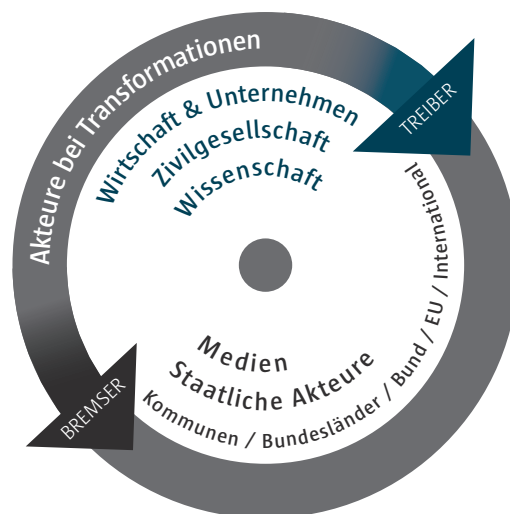 Akteure bei Transformationen
TREIBER
Wirtschaft & Unternehmen
Zivilgesellschaft
Wissenschaft
Medien
Staatliche Akteure
Kommunen / Bundesländer / Bund / EU / International
BREMSER